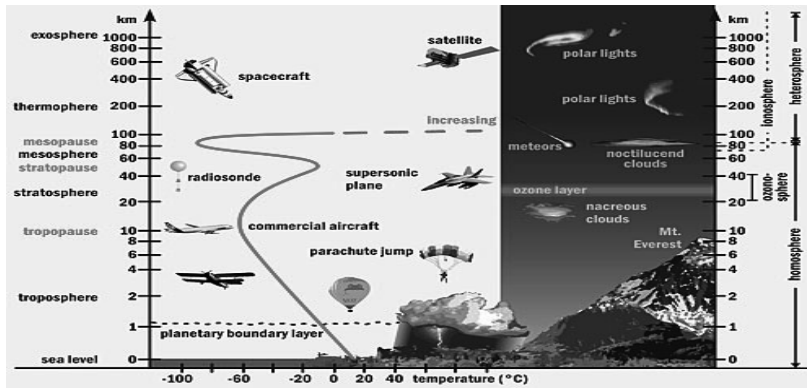 km
exosphere
1000
800
600
400
thermophere
200
100
mesopause
80
mesosphere
60
stratopause
40
stratosphere
20
tropopause
10
8
6
4
troposphere
2
1
sea level
0
spacecraft
satellite
increasing
radiosonde
supersonic
plane
commercial aircraft
parachute jump
planetary boundary layer
-100
-60
-20
0
20
40
temperature (°C)
polar lights
polar lights
meteors
noctilucend
clouds
ozone layer
nacreous
clouds
Mt.
Everest
km
1000
800
600
400
200
100
80
60
40
20
10
8
6
4
2
1
0
ionosphere
ozono-
sphere
heterosphere
homosphere